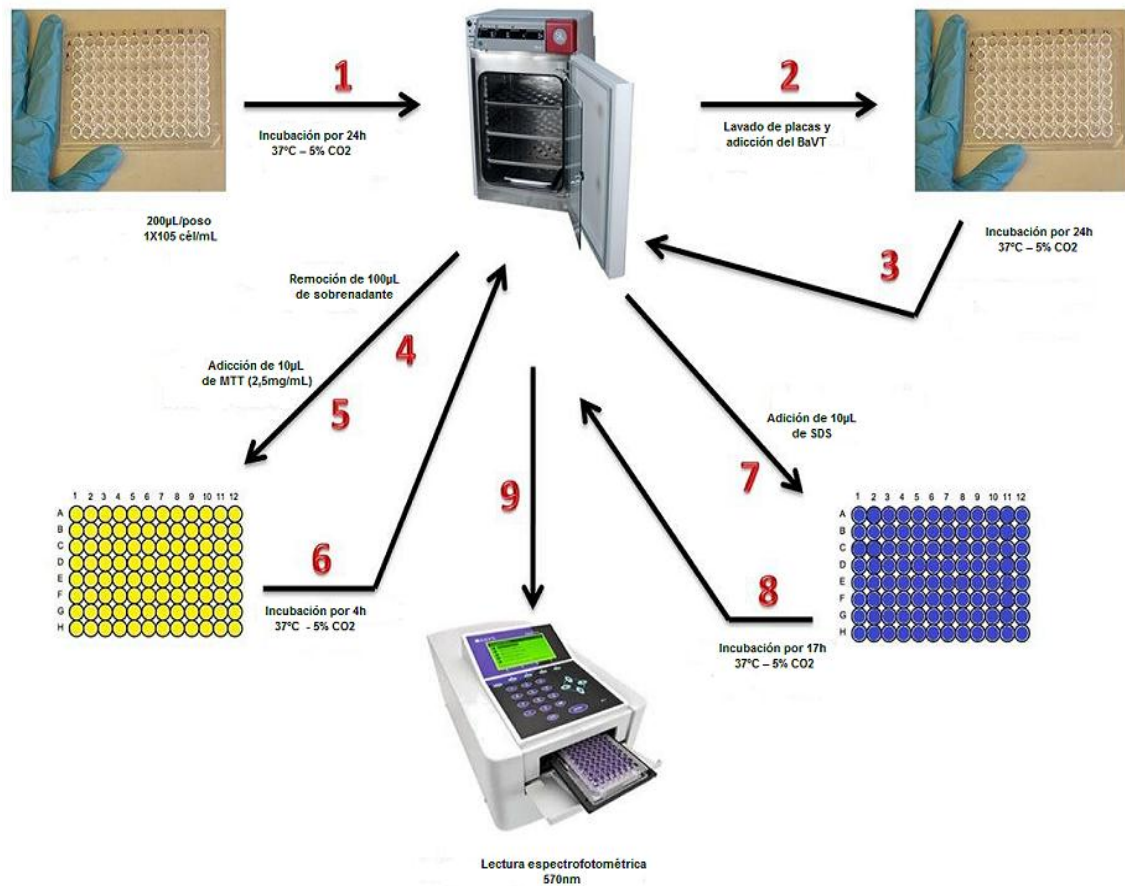 1
Incubación por 24h
37ºC – 5% CO2
2
Lavado de placas y
adicción del BaVT
200µL/poso
1X105 cél/mL
Incubación por 24h
37ºC – 5% CO2
3
Remoción de 100µL
de sobrenadante
4
Adicción de 10µL
de MTT (2,5mg/mL)
5
Adición de 10µL
de SDS
7
9
1 2 3 4 5 6 7 8 9 10 11 12
A
B
C
D
E
F
G
H
6
Incubación por 4h
37ºC - 5% CO2
1 2 3 4 5 6 7 8 9 10 11 12
A
B
C
D
E
F
G
H
8
Incubación por 17h
37ºC – 5% CO2
Lectura espectrofotométrica
570nm